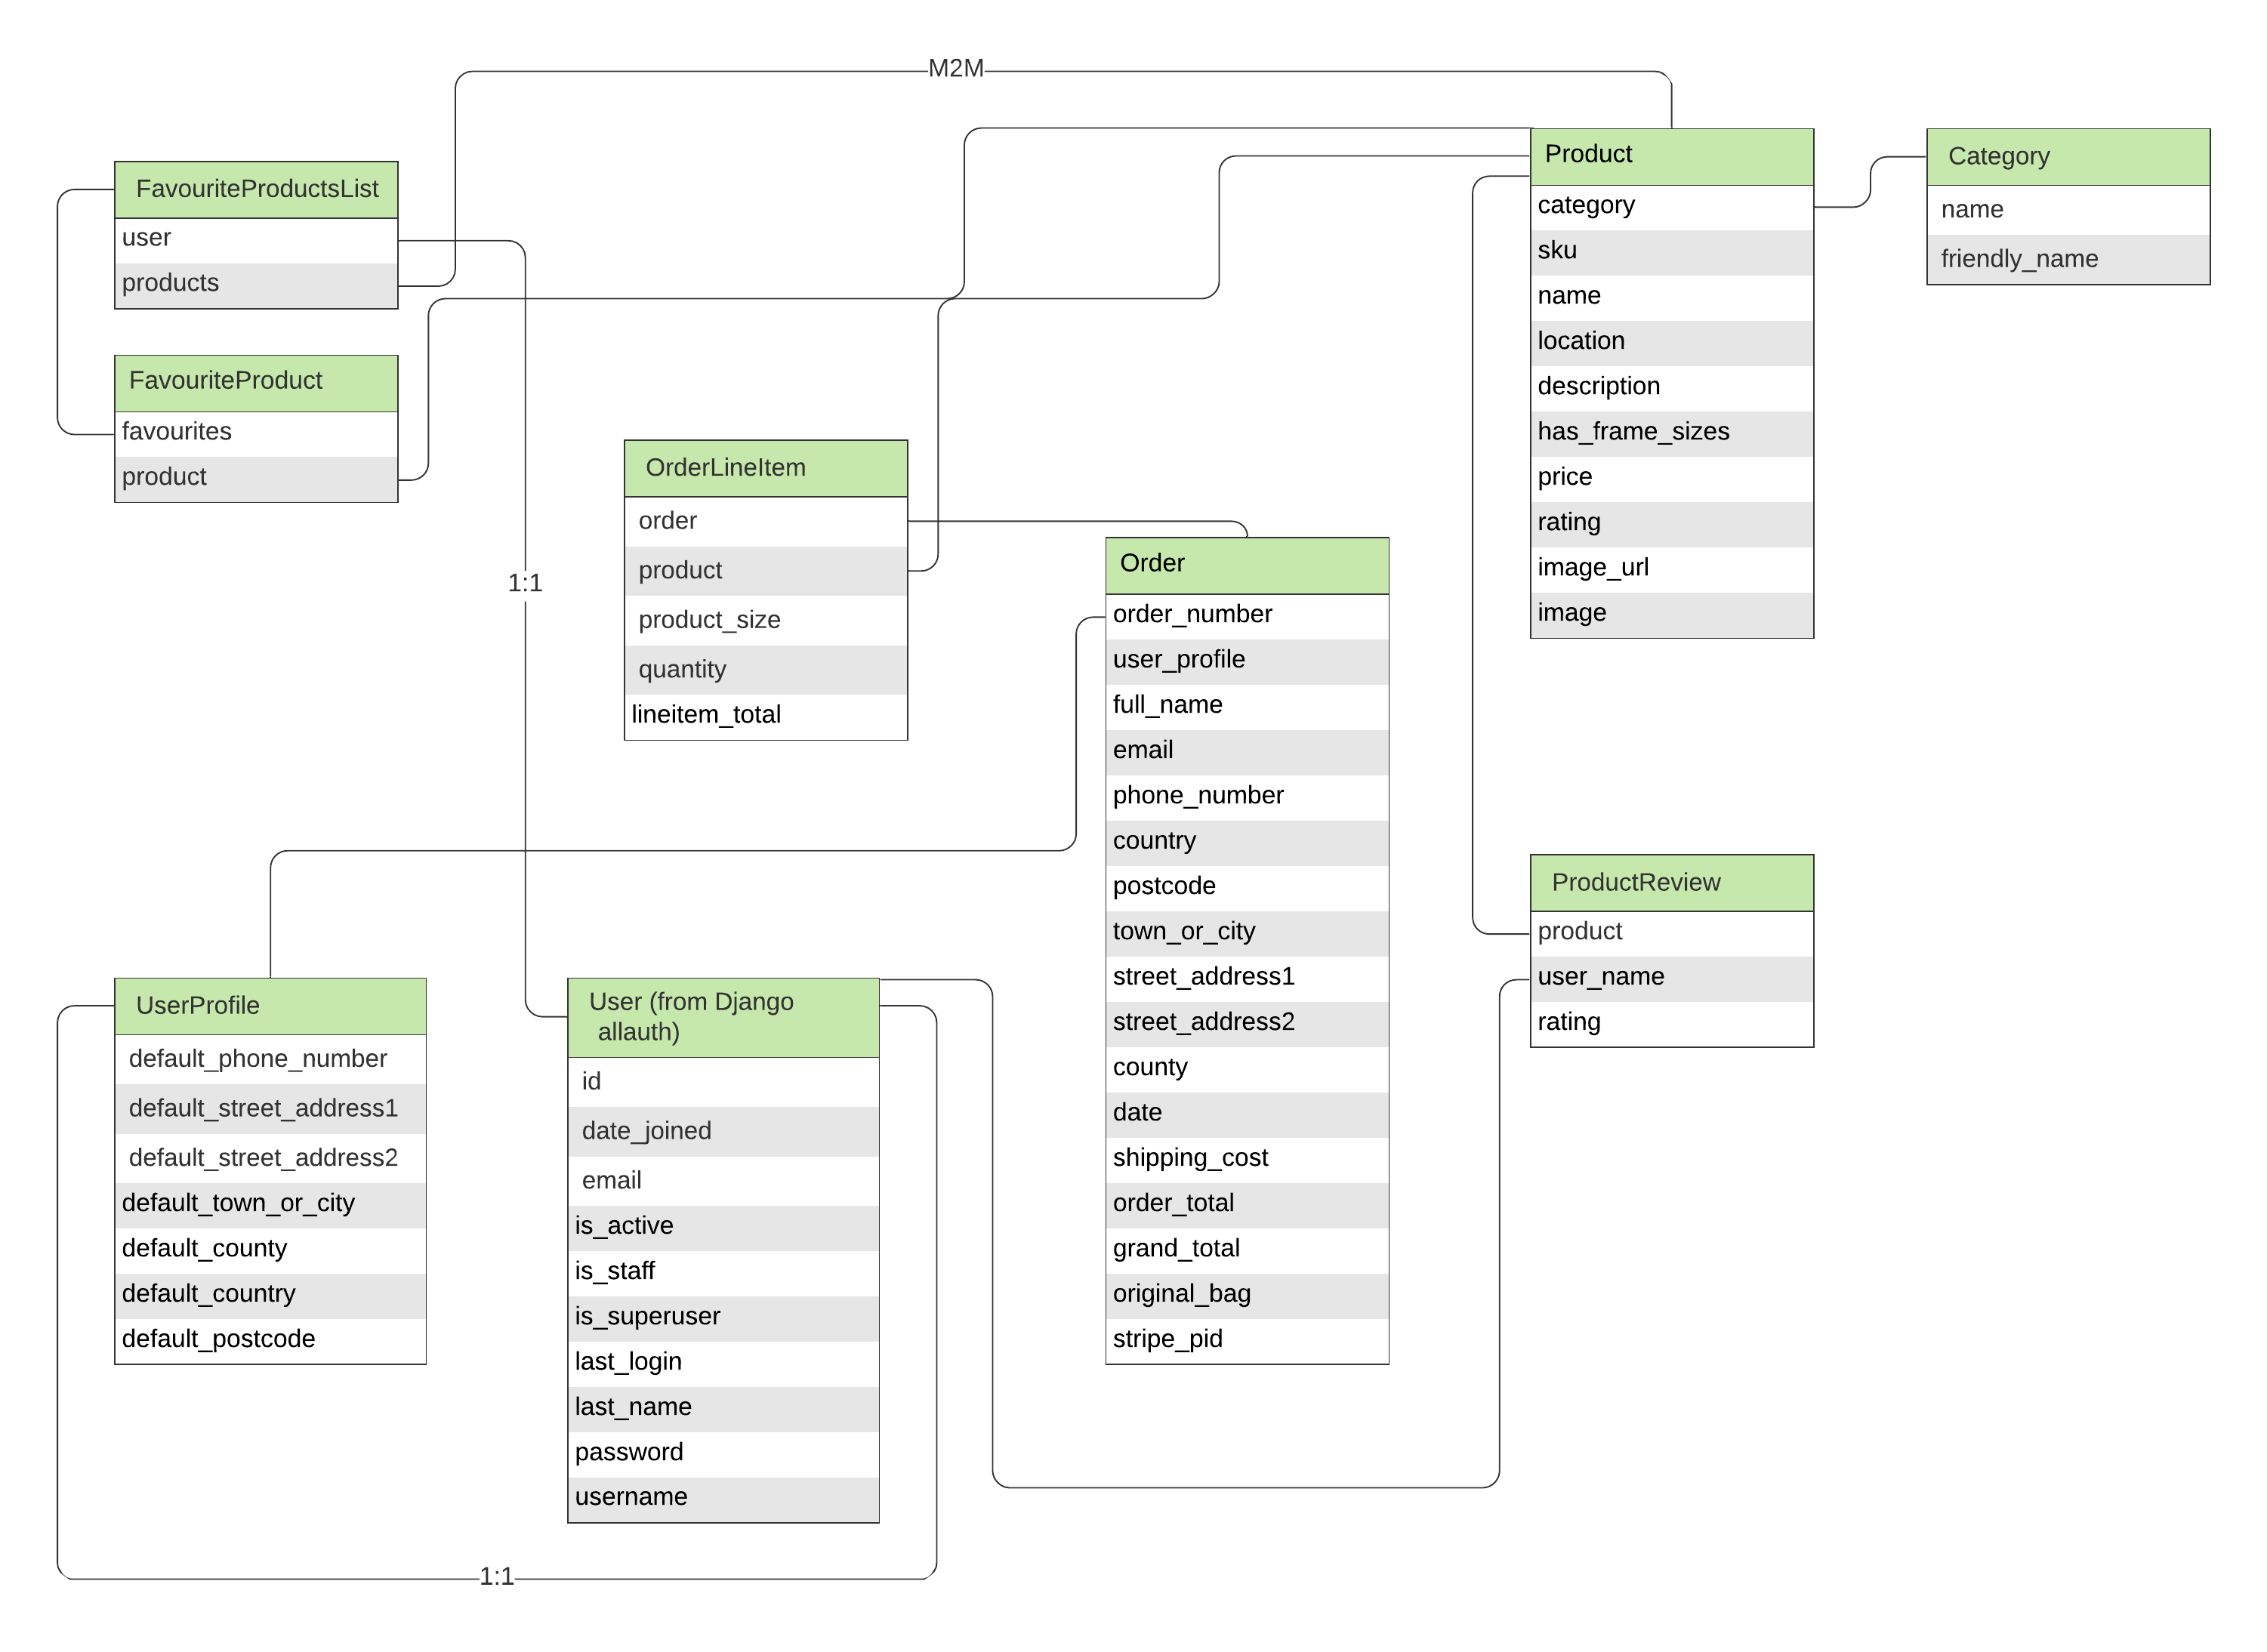 M2M
FavouriteProductsList
user
products
FavouriteProduct
favourites
product
1:1
OrderLineItem
order
product
product_size
quantity
lineitem_total
Order
order_number
user_profile
full_name
email
phone_number
country
postcode
town_or_city
street_address1
street_address2
county
date
shipping_cost
order_total
grand_total
original_bag
stripe_pid
Product
category
sku
name
location
description
has_frame_sizes
price
rating
image_url
image
Category
name
friendly_name
ProductReview
product
user_name
rating
UserProfile
default_phone_number
default_street_address1
default_street_address2
default_town_or_city
default_county
default_country
default_postcode
User (from Django
allauth)
id
date_joined
email
is_active
is_staff
is_superuser
last_login
last_name
password
username
1:1